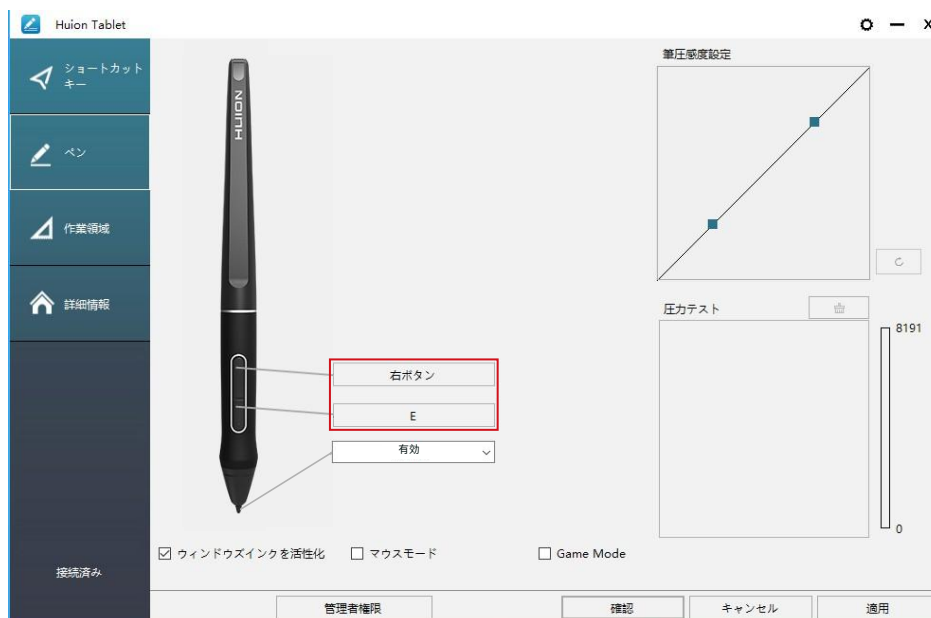 Huion Tablet
ショートカット
キー
ペン
作業領域
詳細情報
接続済み
HUION
右ボタン
E
有効
筆圧感度設定
圧力テスト
8191
0
ウィンドウズインクを活性化
マウスモード
Game Mode
管理者権限
確認
キャンセル
適用